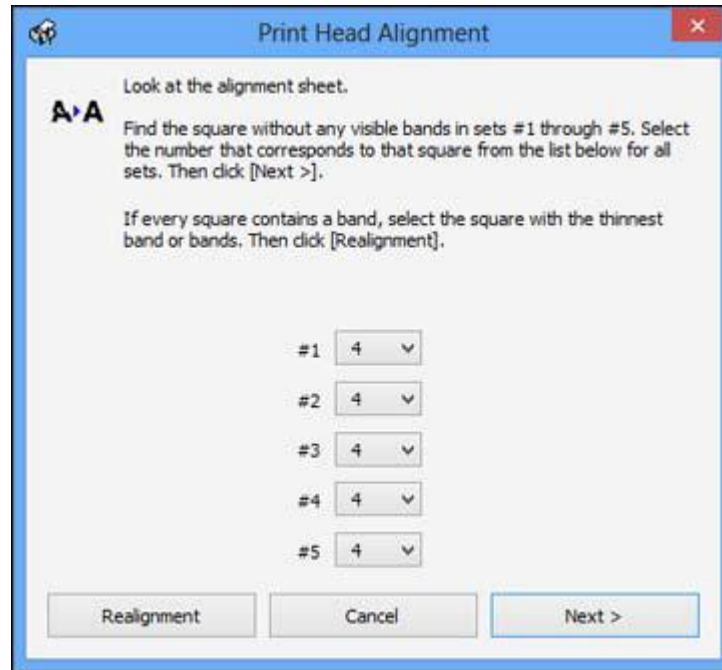 Print Head Alignment
Look at the alignment sheet.
A A
Find the square without any visible bands in sets #1 through #5. Select
the number that corresponds to that square from the list below for all
sets. Then click [Next >].
If every square contains a band, select the square with the thinnest
band or bands. Then click [Realignment].
#1 4
#2 4
#3 4
#4 4
#5 4
Realignment Cancel Next >